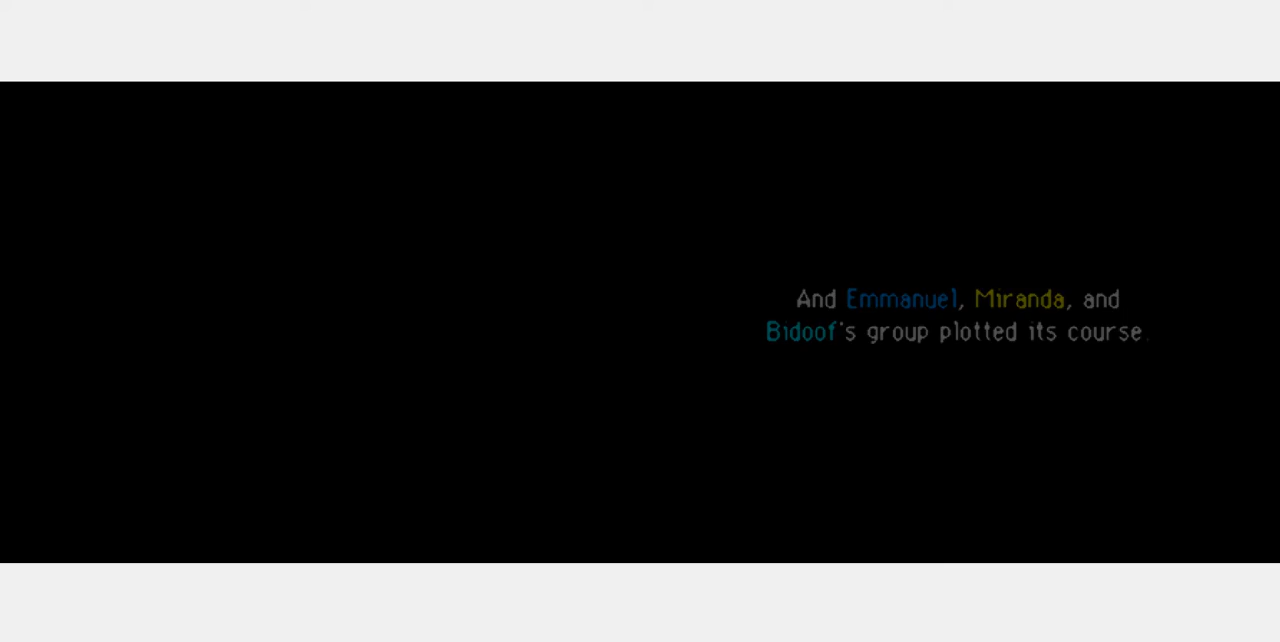 And Emmanuel, Miranda, and
Bidoof's group plotted its course.